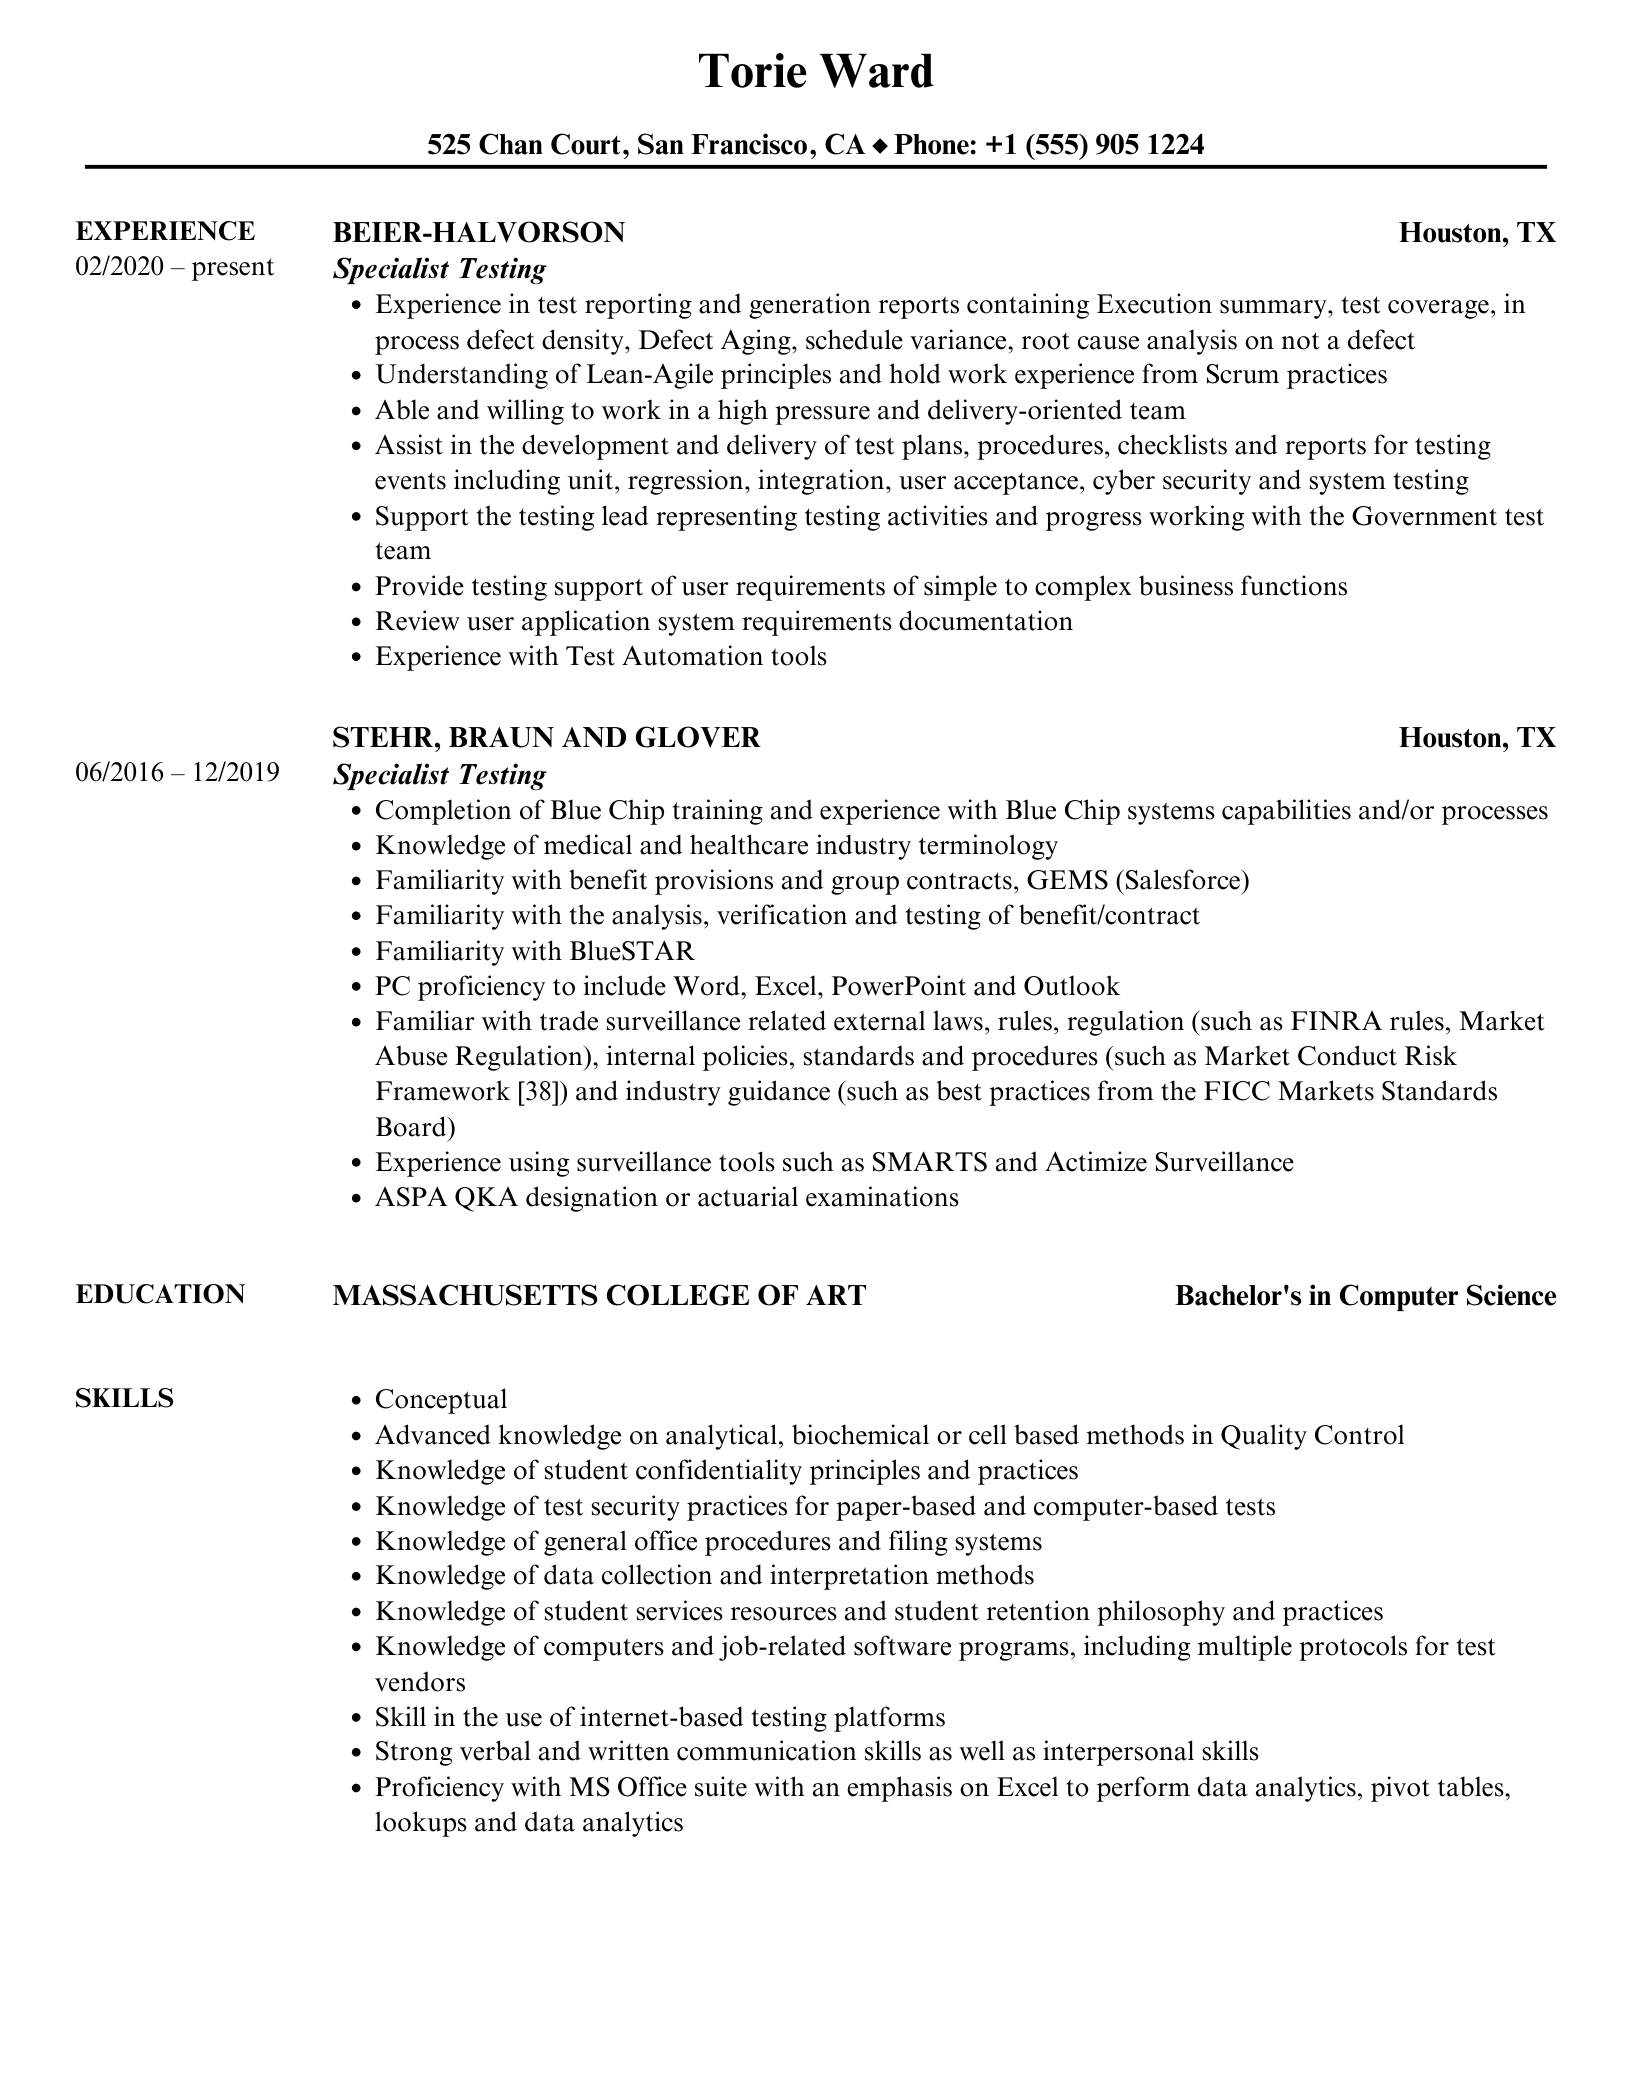 Torie Ward
525 Chan Court, San Francisco, CA ◆ Phone: +1 (555) 905 1224
EXPERIENCE
02/2020 – present
BEIER-HALVORSON
Houston, TX
Specialist Testing
• Experience in test reporting and generation reports containing Execution summary, test coverage, in
process defect density, Defect Aging, schedule variance, root cause analysis on not a defect
• Understanding of Lean-Agile principles and hold work experience from Scrum practices
• Able and willing to work in a high pressure and delivery-oriented team
• Assist in the development and delivery of test plans, procedures, checklists and reports for testing
events including unit, regression, integration, user acceptance, cyber security and system testing
• Support the testing lead representing testing activities and progress working with the Government test
team
• Provide testing support of user requirements of simple to complex business functions
• Review user application system requirements documentation
• Experience with Test Automation tools
06/2016 – 12/2019
STEHR, BRAUN AND GLOVER
Houston, TX
Specialist Testing
• Completion of Blue Chip training and experience with Blue Chip systems capabilities and/or processes
• Knowledge of medical and healthcare industry terminology
• Familiarity with benefit provisions and group contracts, GEMS (Salesforce)
• Familiarity with the analysis, verification and testing of benefit/contract
• Familiarity with BlueSTAR
• PC proficiency to include Word, Excel, PowerPoint and Outlook
• Familiar with trade surveillance related external laws, rules, regulation (such as FINRA rules, Market
Abuse Regulation), internal policies, standards and procedures (such as Market Conduct Risk
Framework [38]) and industry guidance (such as best practices from the FICC Markets Standards
Board)
• Experience using surveillance tools such as SMARTS and Actimize Surveillance
• ASPA QKA designation or actuarial examinations
EDUCATION
MASSACHUSETTS COLLEGE OF ART
Bachelor's in Computer Science
SKILLS
• Conceptual
• Advanced knowledge on analytical, biochemical or cell based methods in Quality Control
• Knowledge of student confidentiality principles and practices
• Knowledge of test security practices for paper-based and computer-based tests
• Knowledge of general office procedures and filing systems
• Knowledge of data collection and interpretation methods
• Knowledge of student services resources and student retention philosophy and practices
• Knowledge of computers and job-related software programs, including multiple protocols for test
vendors
• Skill in the use of internet-based testing platforms
• Strong verbal and written communication skills as well as interpersonal skills
• Proficiency with MS Office suite with an emphasis on Excel to perform data analytics, pivot tables,
lookups and data analytics